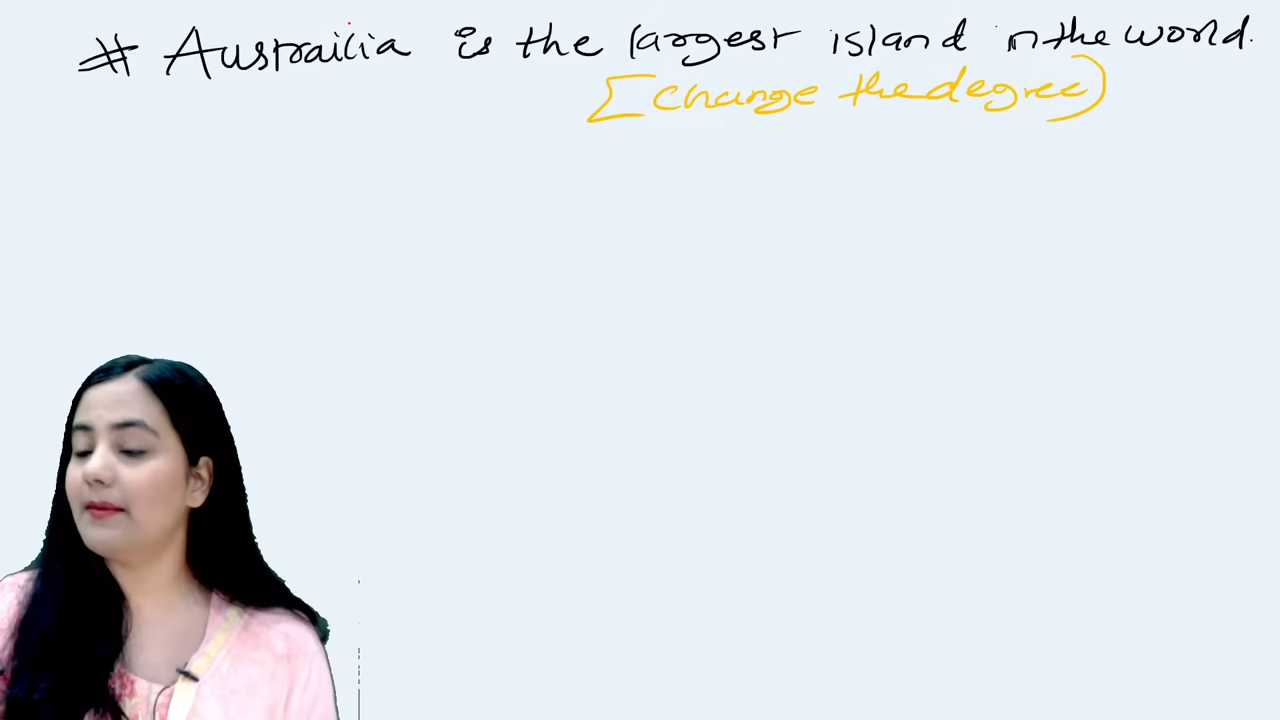 # Austrailia is the largest island in the world.
[change the degree)